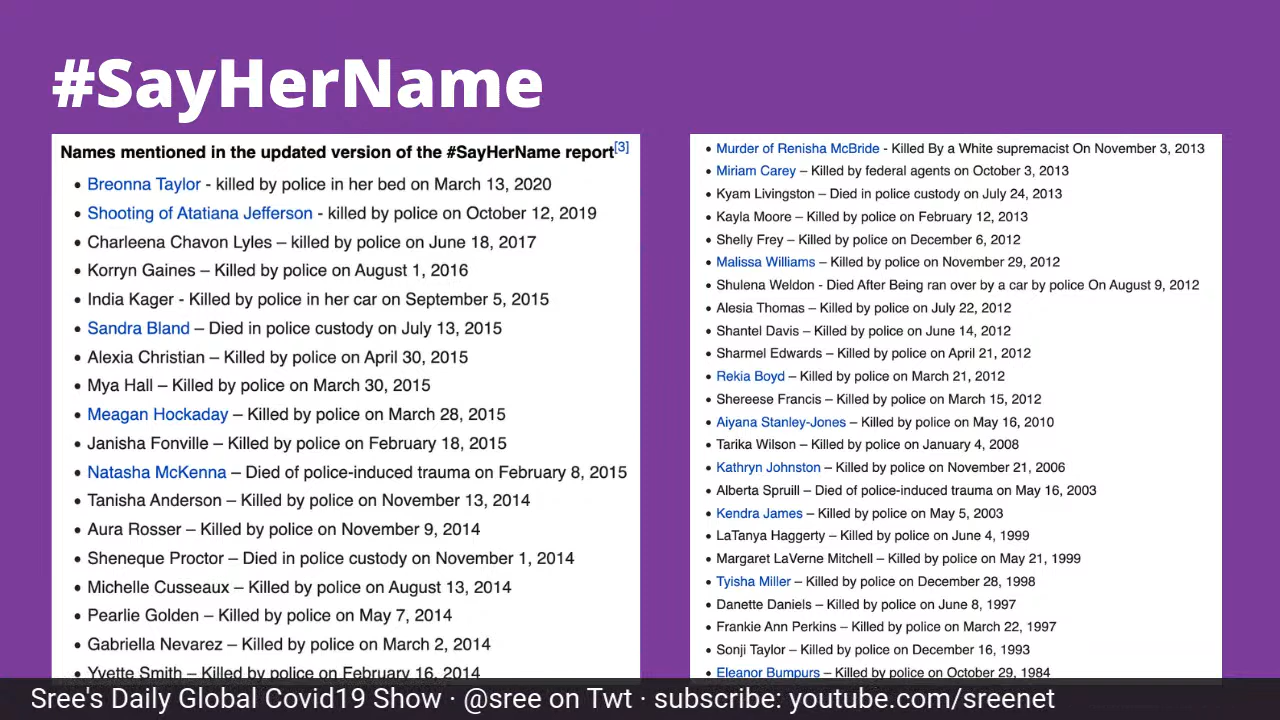 #SayHerName
Names mentioned in the updated version of the #SayHerName report[3]
• Breonna Taylor - killed by police in her bed on March 13, 2020
• Shooting of Atatiana Jefferson - killed by police on October 12, 2019
• Charleena Chavon Lyles – killed by police on June 18, 2017
• Korryn Gaines – Killed by police on August 1, 2016
• India Kager - Killed by police in her car on September 5, 2015
• Sandra Bland – Died in police custody on July 13, 2015
• Alexia Christian – Killed by police on April 30, 2015
• Mya Hall – Killed by police on March 30, 2015
• Meagan Hockaday – Killed by police on March 28, 2015
• Janisha Fonville – Killed by police on February 18, 2015
• Natasha McKenna – Died of police-induced trauma on February 8, 2015
• Tanisha Anderson – Killed by police on November 13, 2014
• Aura Rosser – Killed by police on November 9, 2014
• Sheneque Proctor – Died in police custody on November 1, 2014
• Michelle Cusseaux – Killed by police on August 13, 2014
• Pearlie Golden – Killed by police on May 7, 2014
• Gabriella Nevarez – Killed by police on March 2, 2014
• Yvette Smith – Killed by police on February 16, 2014
• Murder of Renisha McBride - Killed By a White supremacist On November 3, 2013
• Miriam Carey – Killed by federal agents on October 3, 2013
• Kyam Livingston – Died in police custody on July 24, 2013
• Kayla Moore – Killed by police on February 12, 2013
• Shelly Frey – Killed by police on December 6, 2012
• Malissa Williams – Killed by police on November 29, 2012
• Shulena Weldon - Died After Being ran over by a car by police On August 9, 2012
• Alesia Thomas – Killed by police on July 22, 2012
• Shantel Davis – Killed by police on June 14, 2012
• Sharmel Edwards – Killed by police on April 21, 2012
• Rekia Boyd – Killed by police on March 21, 2012
• Shereese Francis – Killed by police on March 15, 2012
• Aiyana Stanley-Jones – Killed by police on May 16, 2010
• Tarika Wilson – Killed by police on January 4, 2008
• Kathryn Johnston – Killed by police on November 21, 2006
• Alberta Spruill – Died of police-induced trauma on May 16, 2003
• Kendra James – Killed by police on May 5, 2003
• LaTanya Haggerty – Killed by police on June 4, 1999
• Margaret LaVerne Mitchell – Killed by police on May 21, 1999
• Tyisha Miller – Killed by police on December 28, 1998
• Danette Daniels – Killed by police on June 8, 1997
• Frankie Ann Perkins – Killed by police on March 22, 1997
• Sonji Taylor – Killed by police on December 16, 1993
• Eleanor Bumpurs – Killed by police on October 29, 1984
Sree's Daily Global Covid19 Show · @sree on Twt · subscribe: youtube.com/sreenet